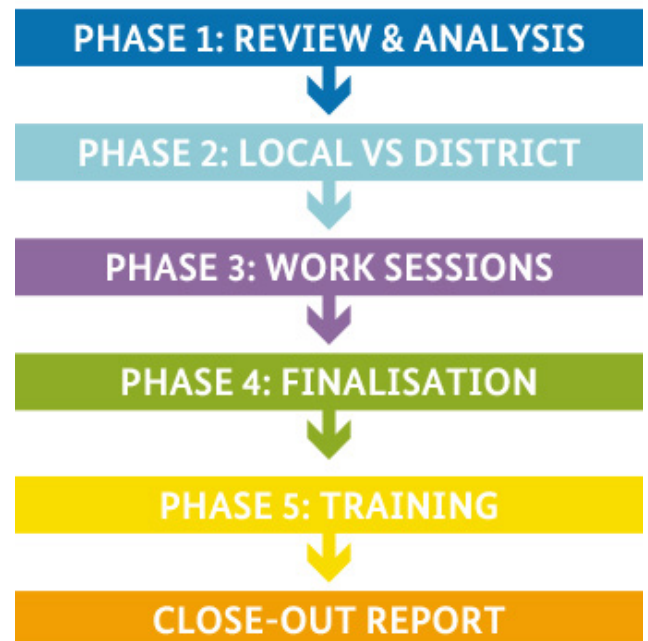 PHASE 1: REVIEW & ANALYSIS
PHASE 2: LOCAL VS DISTRICT
PHASE 3: WORK SESSIONS
PHASE 4: FINALISATION
PHASE 5: TRAINING
CLOSE-OUT REPORT